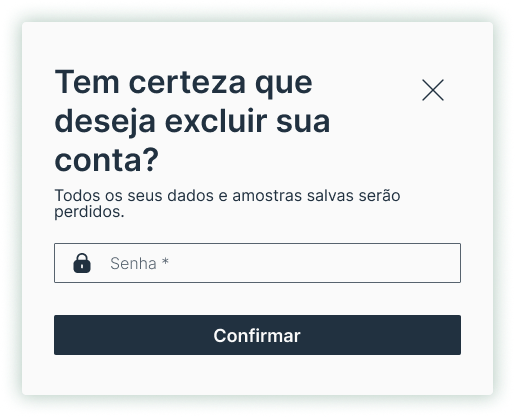 Tem certeza que
deseja excluir sua
conta?
Todos os seus dados e amostras salvas serão
perdidos.
Senha *
Confirmar